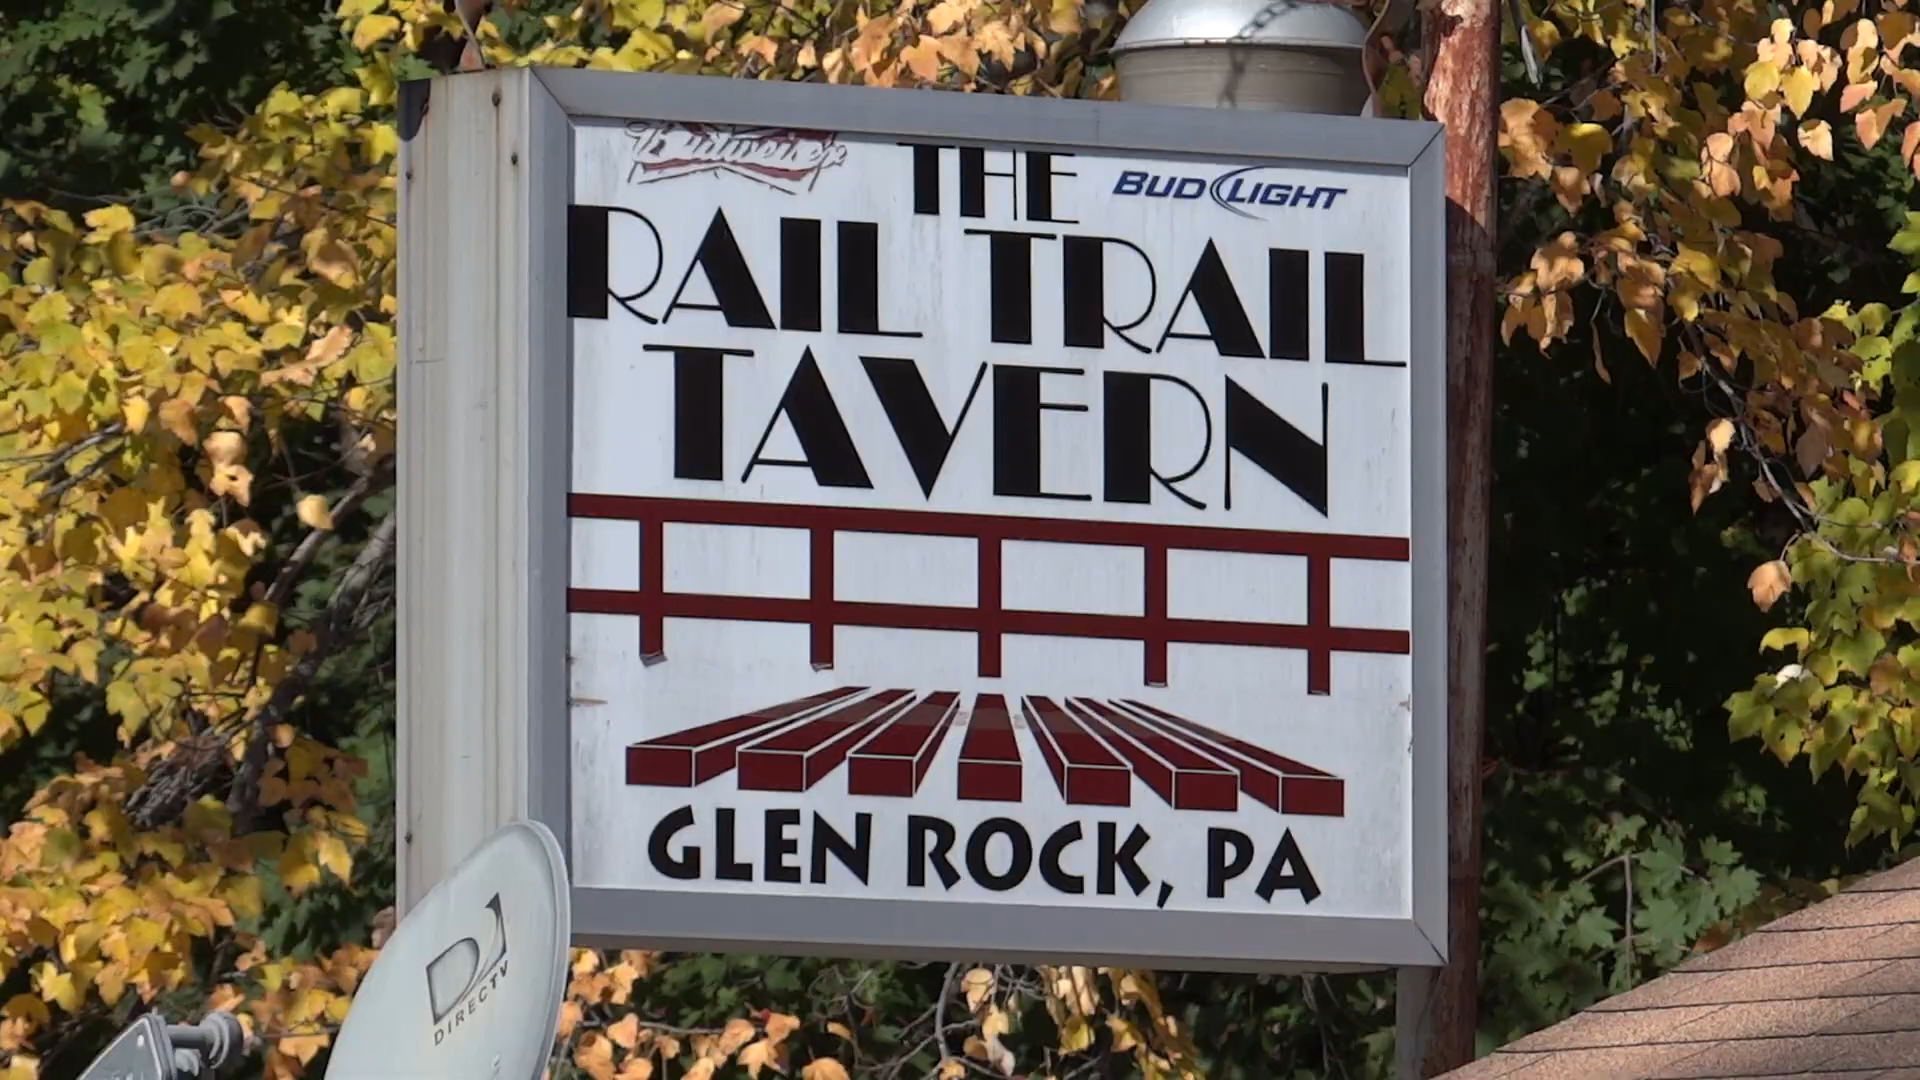 Budweiser
THE
BUD LIGHT
RAIL TRAIL
TAVERN
GLEN ROCK, PA
DIRECTV